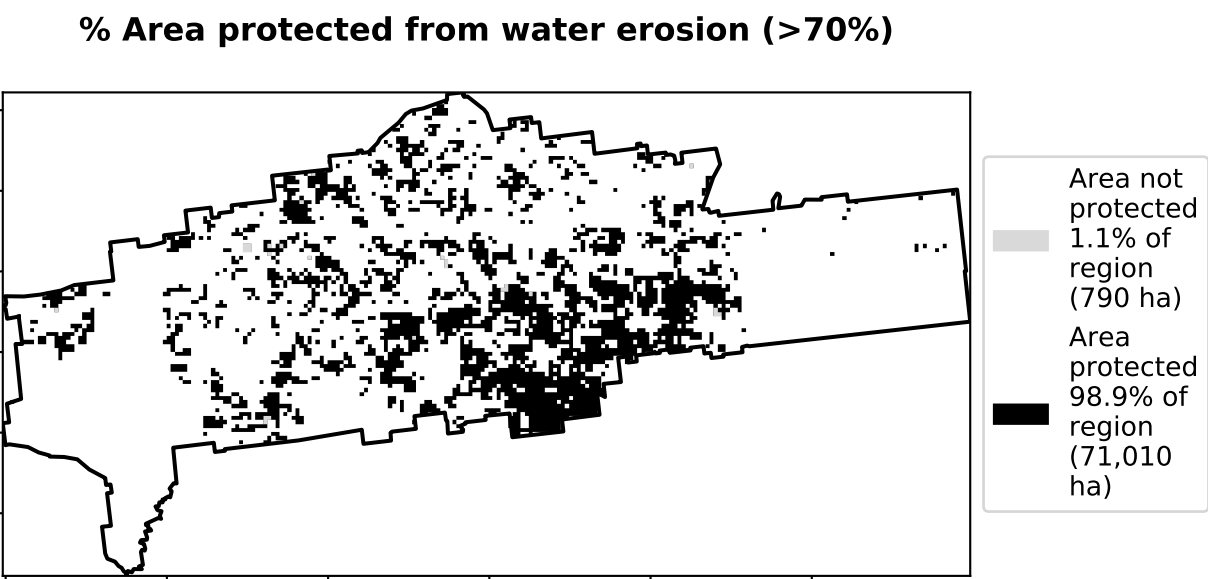 % Area protected from water erosion (>70%)
Area not
protected
1.1% of
region
(790 ha)
Area
protected
98.9% of
region
(71,010
ha)